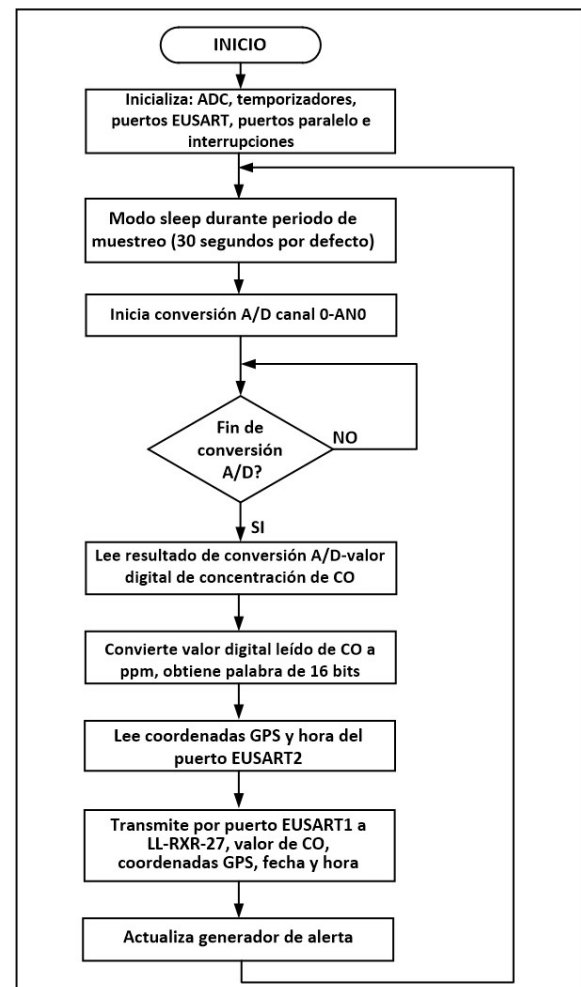 INICIO
Inicializa: ADC, temporizadores,
puertos EUSART, puertos paralelo e
interrupciones
Modo sleep durante periodo de
muestreo (30 segundos por defecto)
Inicia conversión A/D canal 0-AN0
Fin de
conversión
A/D?
NO
SI
Lee resultado de conversión A/D-valor
digital de concentración de CO
Convierte valor digital leído de CO a
ppm, obtiene palabra de 16 bits
Lee coordenadas GPS y hora del
puerto EUSART2
Transmite por puerto EUSART1 a
LL-RXR-27, valor de CO,
coordenadas GPS, fecha y hora
Actualiza generador de alerta